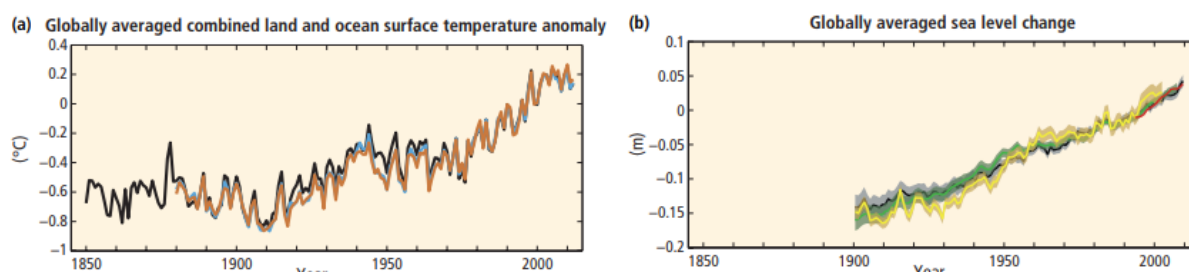 (a) Globally averaged combined land and ocean surface temperature anomaly
0.4
0.2
0
−0.2
−0.4
−0.6
−0.8
−1
(°C)
1850 1900 1950 2000
Year
(b) Globally averaged sea level change
0.1
0.05
0
−0.05
−0.1
−0.15
−0.2
(m)
1850 1900 1950 2000
Year